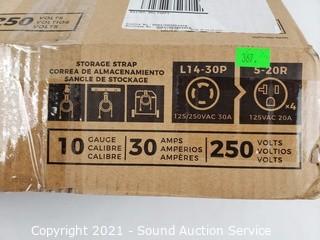 250 VOLTS
VOLTIOS
VOLTS
STORAGE STRAP
CORREA DE ALMACENAMIENTO
SANGLE DE STOCKAGE
L14-30P
125/250VAC 30A
387
5-20R
×4
125VAC 20A
10 GAUGE
CALIBRE
CALIBRE
30 AMPS
AMPERIOS
AMPÈRES
250 VOLTS
VOLTIOS
VOLTS
Copyright 2021 - Sound Auction Service